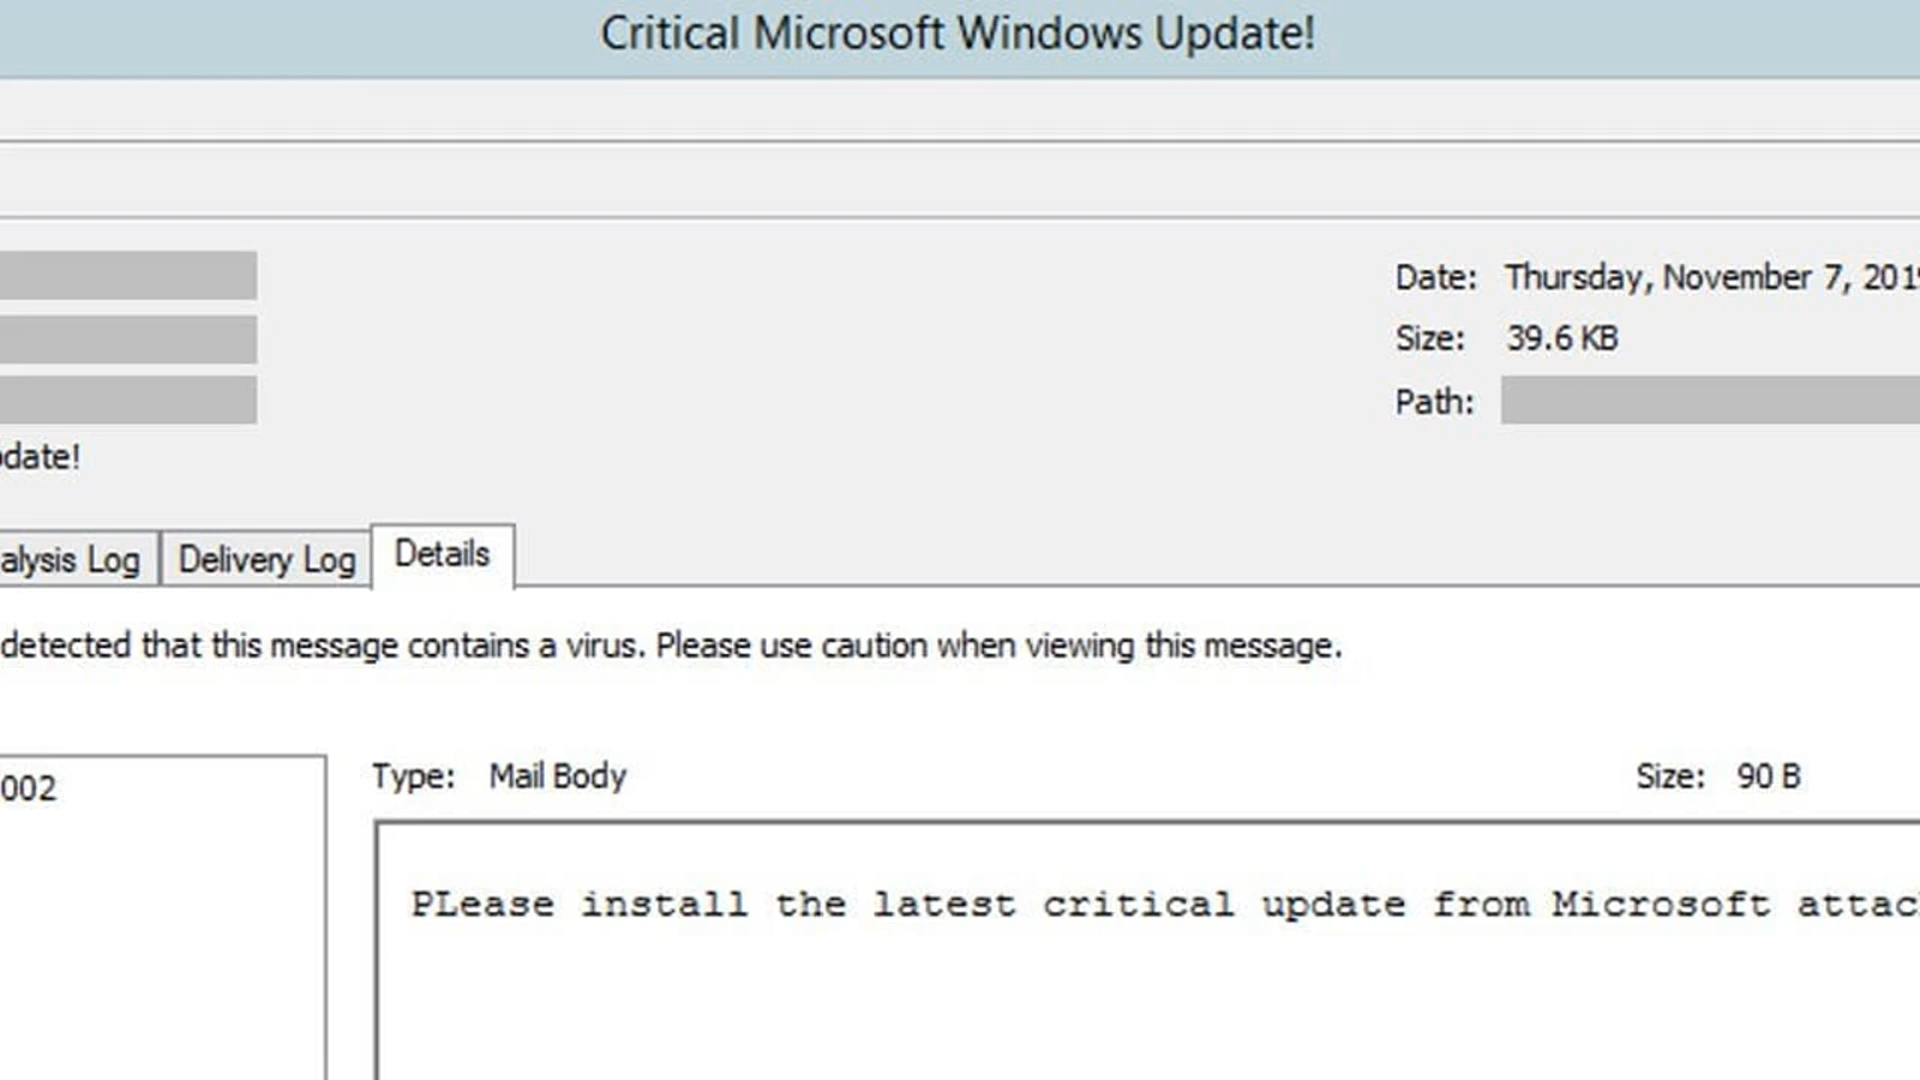 Critical Microsoft Windows Update!
Date: Thursday, November 7, 201
Size: 39.6 KB
Path:
pdate!
alysis Log Delivery Log Details
detected that this message contains a virus. Please use caution when viewing this message.
002
Type: Mail Body Size: 90 B
PLease install the latest critical update from Microsoft attac